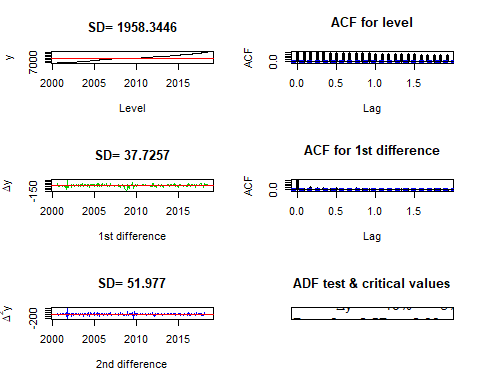 SD= 1958.3446
y
7000
2000 2005 2010 2015
Level
ACF for level
ACF
0.0
0.0 0.5 1.0 1.5
Lag
SD= 37.7257
Δy
-150
2000 2005 2010 2015
1st difference
ACF for 1st difference
ACF
0.0
0.0 0.5 1.0 1.5
Lag
SD= 51.977
Δ²y
-200
2000 2005 2010 2015
2nd difference
ADF test & critical values